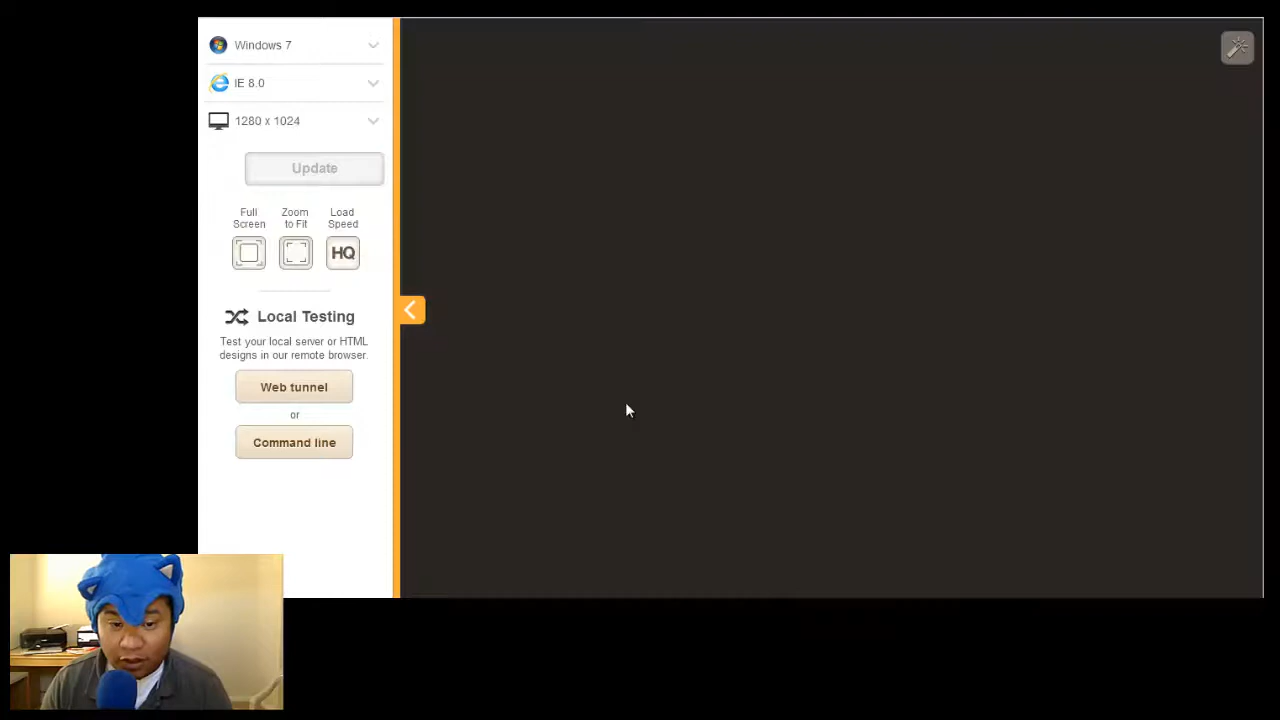 Windows 7
IE 8.0
1280 x 1024
Update
Full Screen
Zoom to Fit
Load Speed
HQ
Local Testing
Test your local server or HTML
designs in our remote browser.
Web tunnel
or
Command line